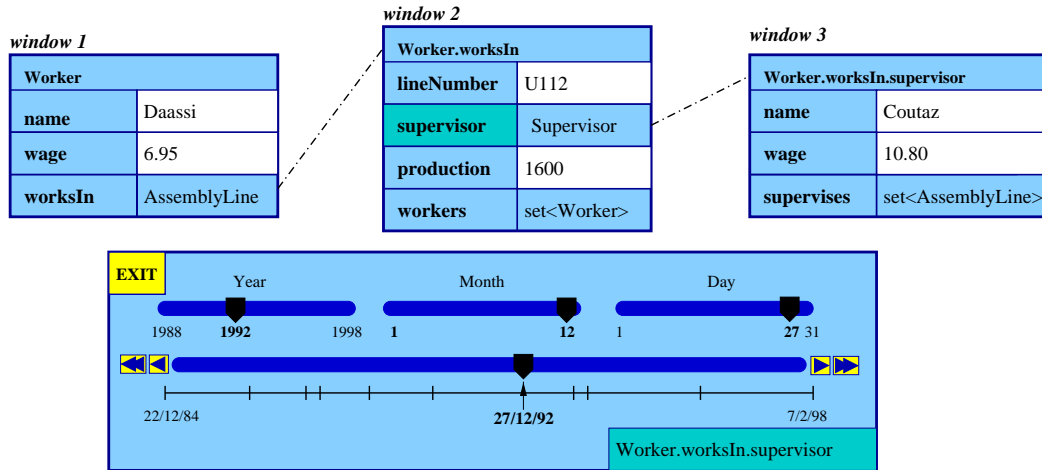 window 1
Worker
name Daassi
wage 6.95
worksIn AssemblyLine
window 2
Worker.worksIn
lineNumber U112
supervisor Supervisor
production 1600
workers set<Worker>
window 3
Worker.worksIn.supervisor
name Coutaz
wage 10.80
supervises set<AssemblyLine>
EXIT
Year Month Day
1988 1992 1998 1 12 1 27 31
22/12/84 27/12/92 7/2/98
Worker.worksIn.supervisor